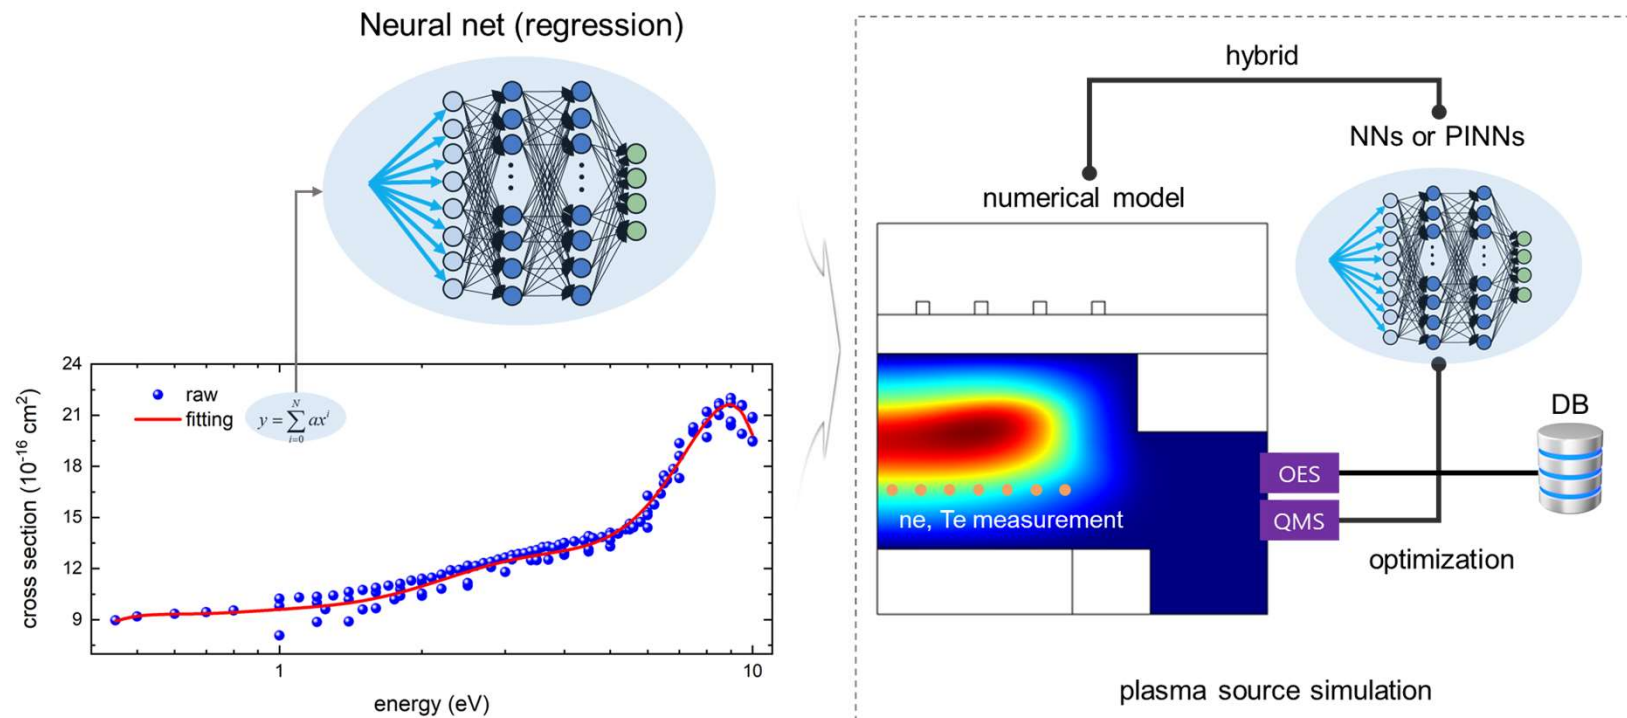 Neural net (regression)
24
21
18
15
12
9
cross section (10⁻¹⁶ cm²)
raw
fitting
y = ∑_{i=0}^{N} axⁱ
1
10
energy (eV)
hybrid
NNs or PINNs
numerical model
ne, Te measurement
OES
QMS
DB
optimization
plasma source simulation